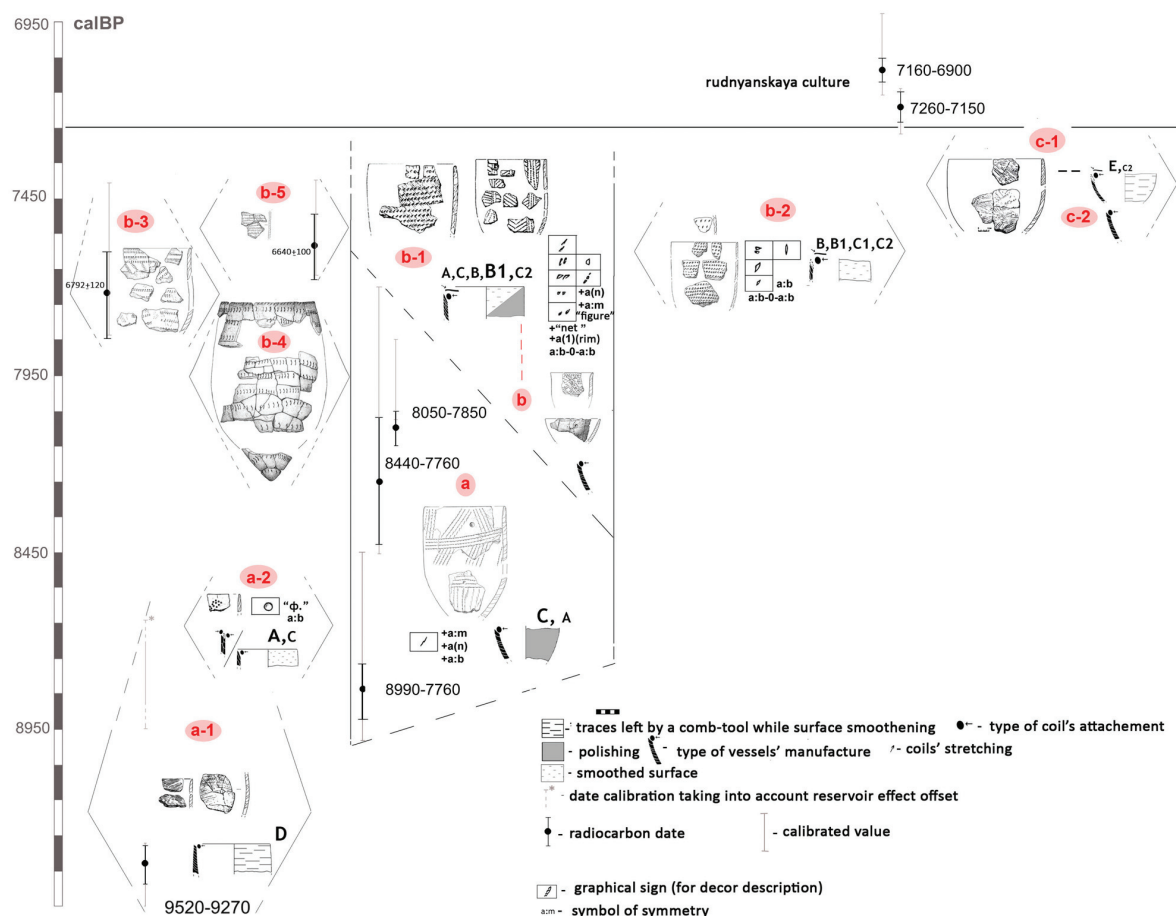 6950
calBP
7160-6900
rudnyanskaya culture
7260-7150
c-1
E,C2
7450
b-5
b-3
b-2
c-2
6640±100
b-1
B,B1,C1,C2
A,C,B,B1,C2
6792±120
a:b
a:b-0-a:b
+a(n)
+a:m
"figure"
+"net"
+a(1)(rim)
a:b-0-a:b
b-4
7950
b
8050-7850
8440-7760
a
8450
a-2
"ф."
a:b
A,C
C, A
+a:m
+a(n)
+a:b
*
8990-7760
8950
a-1
- traces left by a comb-tool while surface smoothening
- type of coil's attachement
- polishing
- type of vessels' manufacture
- coils' stretching
- smoothed surface
* - date calibration taking into account reservoir effect offset
- radiocarbon date
- calibrated value
D
- graphical sign (for decor description)
9520-9270
a:m - symbol of symmetry